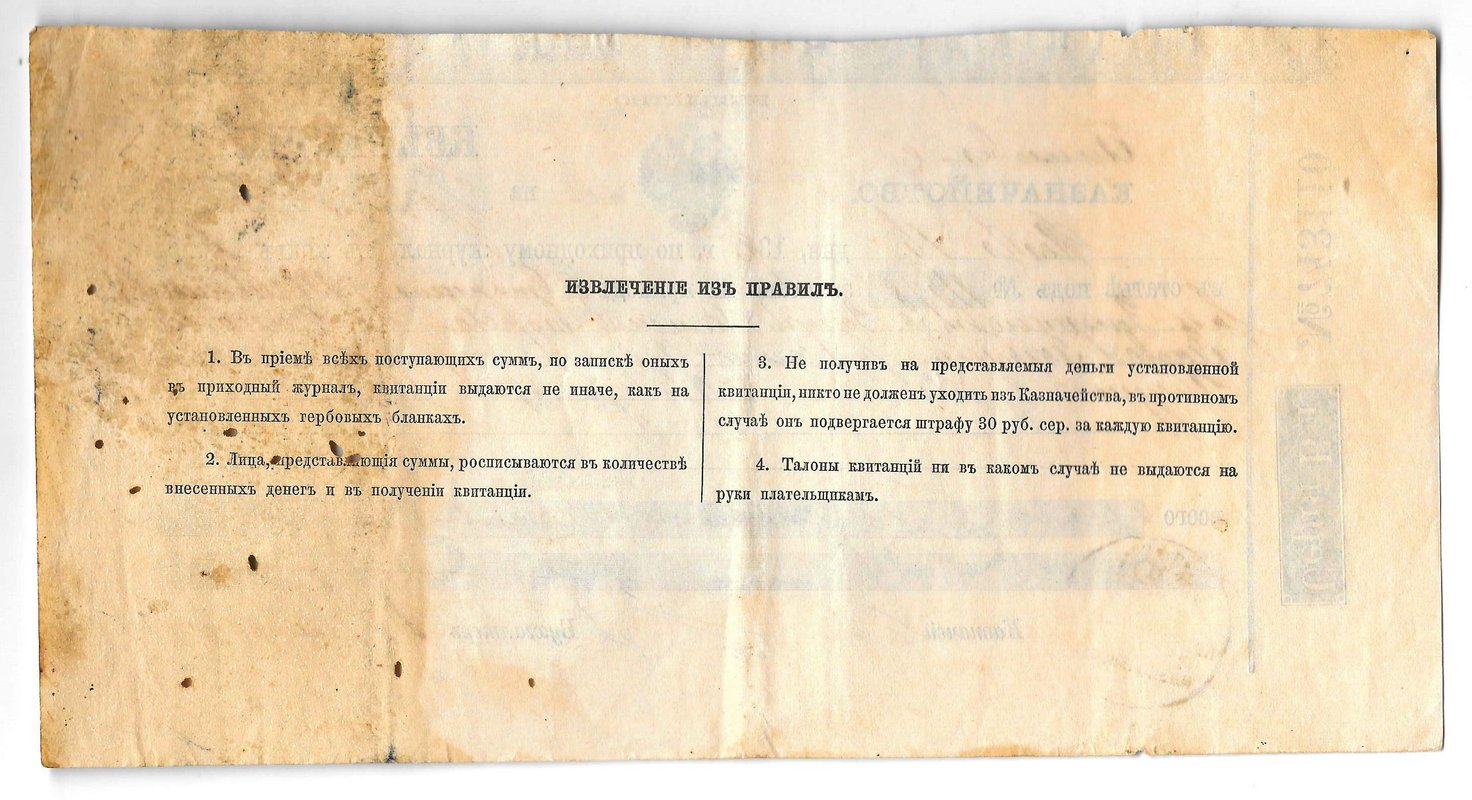 ИЗВЛЕЧЕНІЕ ИЗЪ ПРАВИЛЪ.
1. Въ пріемѣ всѣхъ поступающихъ суммъ, по запискѣ оныхъ
въ приходный журналъ, квитанціи выдаются не иначе, какъ на
установленныхъ гербовыхъ бланкахъ.
2. Лица, представляющія суммы, росписываются въ количествѣ
внесенныхъ денегъ и въ полученіи квитанціи.
3. Не получивъ на представляемыя деньги установленной
квитанціи, никто не долженъ уходить изъ Казначейства, въ противномъ
случаѣ онъ подвергается штрафу 30 руб. сер. за каждую квитанцію.
4. Талоны квитанцій ни въ какомъ случаѣ не выдаются на
руки плательщикамъ.